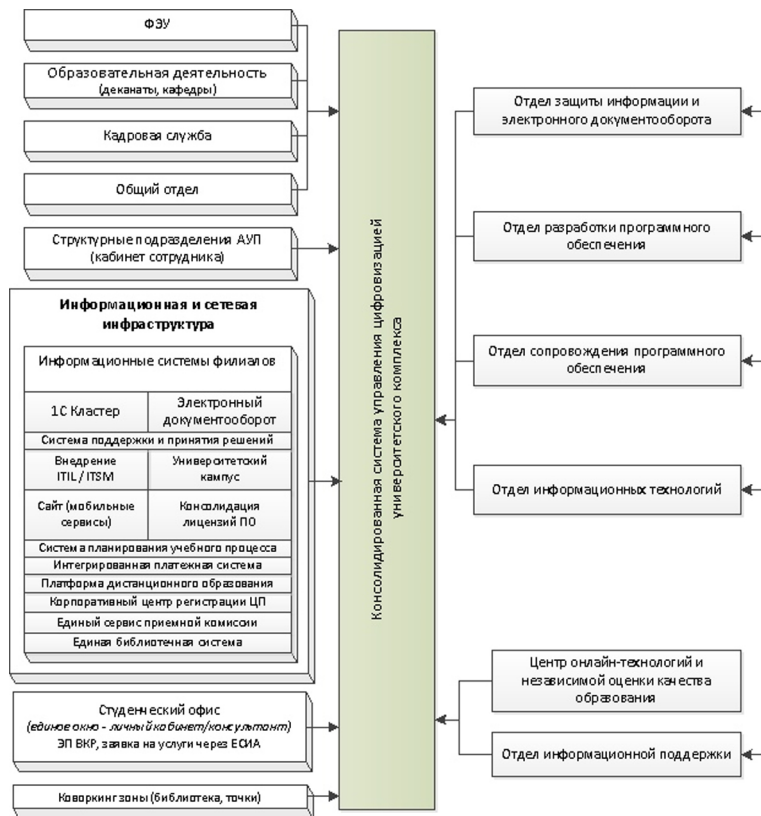 ФЭУ
Образовательная деятельность
(деканаты, кафедры)
Кадровая служба
Общий отдел
Структурные подразделения АУП
(кабинет сотрудника)
Информационная и сетевая
инфраструктура
Информационные системы филиалов
1С Кластер
Электронный
документооборот
Система поддержки и принятия решений
Внедрение
ITIL / ITSM
Университетский
кампус
Сайт (мобильные
сервисы)
Консолидация
лицензий ПО
Система планирования учебного процесса
Интегрированная платежная система
Платформа дистанционного образования
Корпоративный центр регистрации ЦП
Единый сервис приемной комиссии
Единая библиотечная система
Студенческий офис
(единое окно - личный кабинет/консультант)
ЭП ВКР, заявка на услуги через ЕСИА
Коворкинг зоны (библиотека, точки)
Консолидированная система управления цифровизацией
университетского комплекса
Отдел защиты информации и
электронного документооборота
Отдел разработки программного
обеспечения
Отдел сопровождения программного
обеспечения
Отдел информационных технологий
Центр онлайн-технологий и
независимой оценки качества
образования
Отдел информационной поддержки